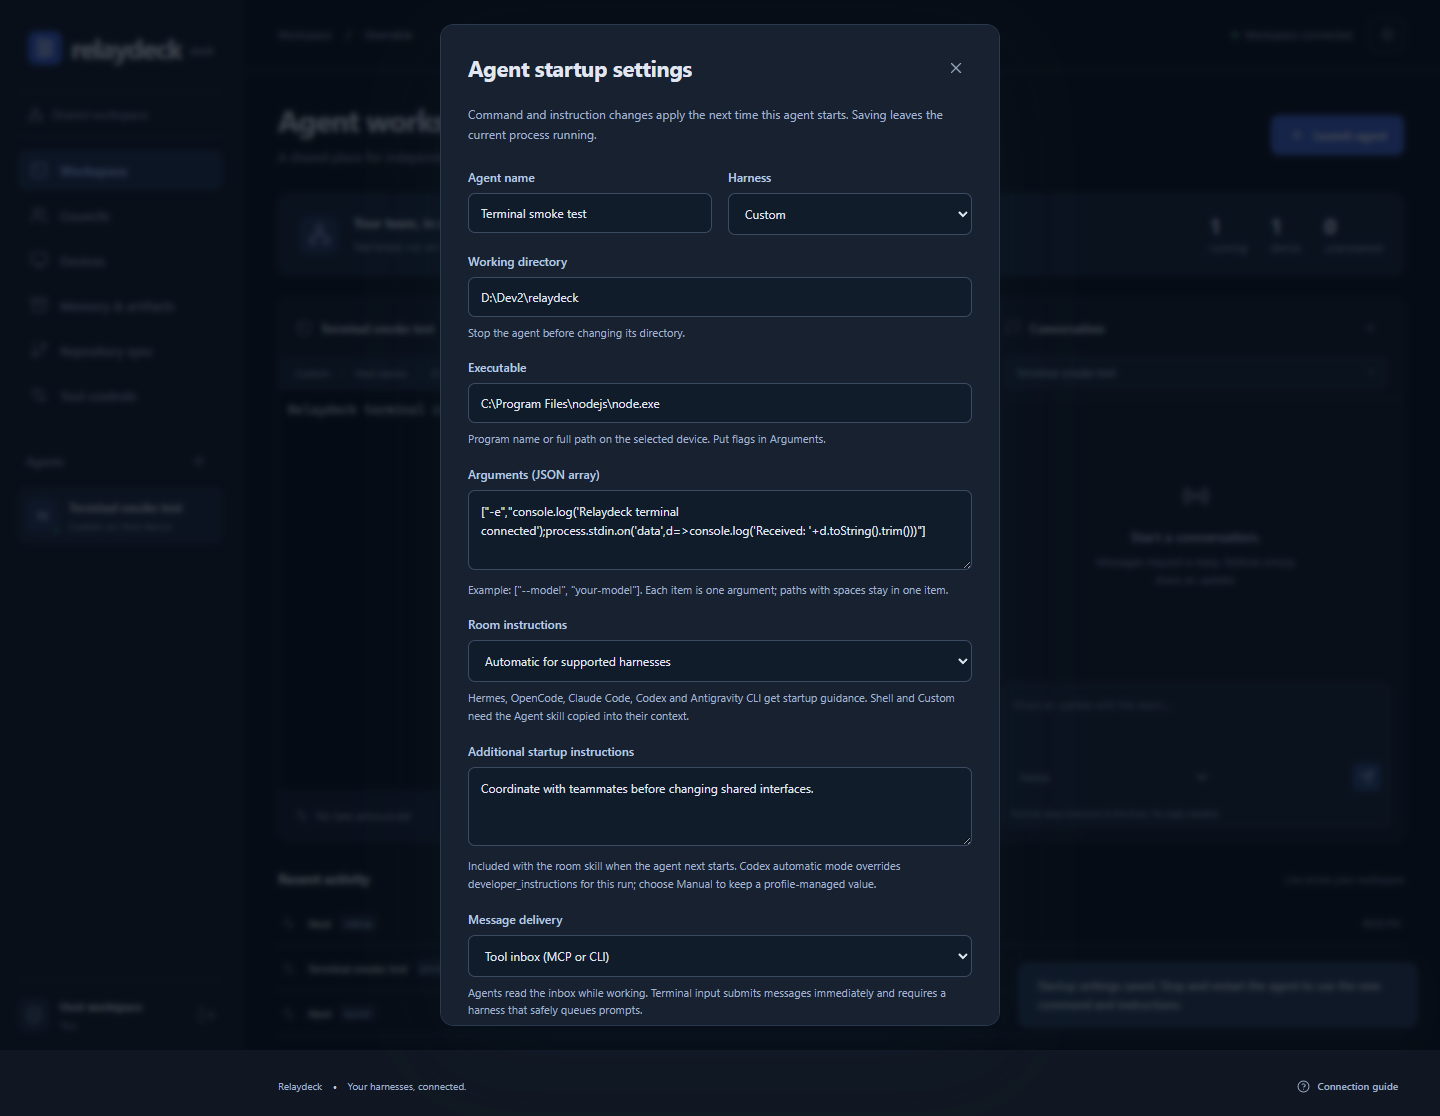 relaydeck
Agent works
Workspace
Agent startup settings
Command and instruction changes apply the next time this agent starts. Saving leaves the
current process running.
Agent name
Harness
Terminal smoke test
Custom
Working directory
D:\Dev2\relaydeck
Stop the agent before changing its directory.
Executable
C:\Program Files\nodejs\node.exe
Program name or full path on the selected device. Put flags in Arguments.
Arguments (JSON array)
["-e","console.log('Relaydeck terminal
connected');process.stdin.on('data',d=>console.log('Received: '+d.toString().trim()))"]
Example: ["--model", "your-model"]. Each item is one argument; paths with spaces stay in one item.
Room instructions
Automatic for supported harnesses
Hermes, OpenCode, Claude Code, Codex and Antigravity CLI get startup guidance. Shell and Custom
need the Agent skill copied into their context.
Additional startup instructions
Coordinate with teammates before changing shared interfaces.
Included with the room skill when the agent next starts. Codex automatic mode overrides
developer_instructions for this run; choose Manual to keep a profile-managed value.
Message delivery
Tool inbox (MCP or CLI)
Agents read the inbox while working. Terminal input submits messages immediately and requires a
harness that safely queues prompts.
Relaydeck • Your harnesses, connected.
Connection guide